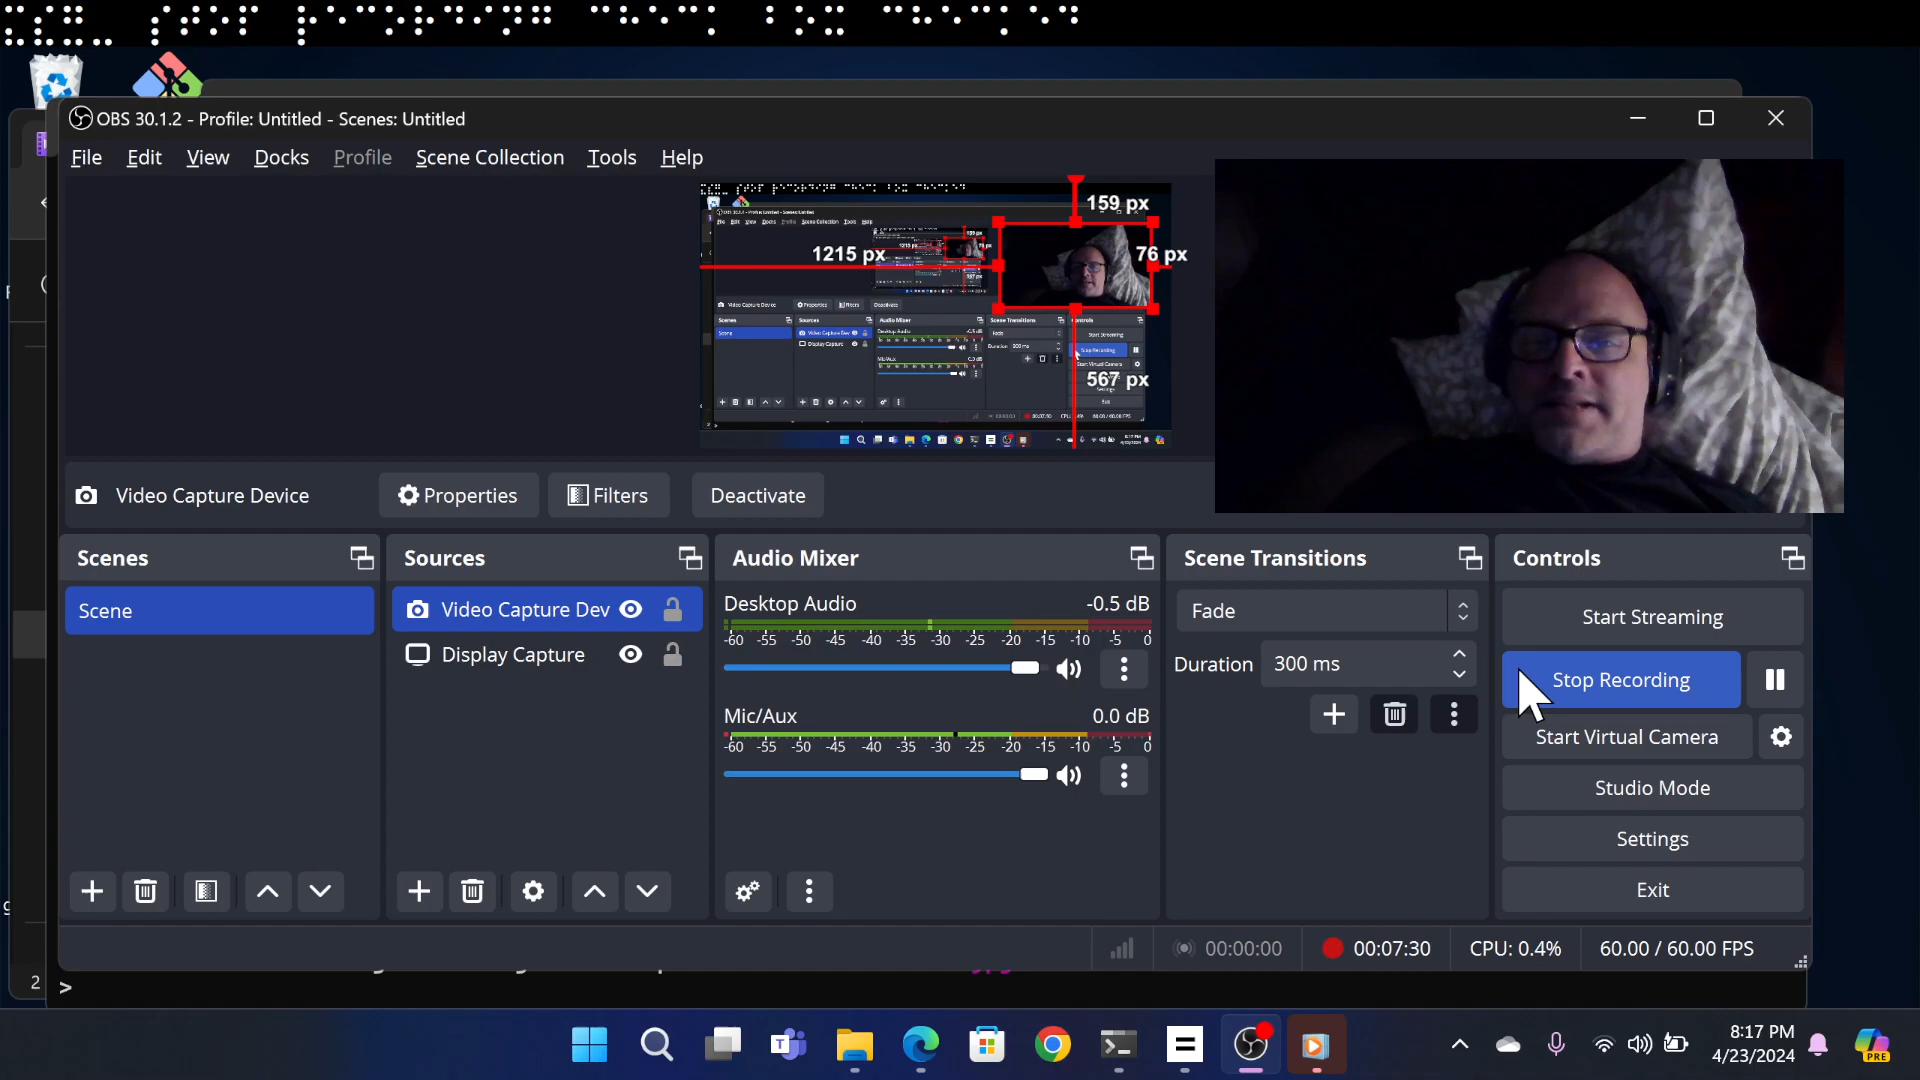 OBS 30.1.2 - Profile: Untitled - Scenes: Untitled
File Edit View Docks Profile Scene Collection Tools Help
159 px
1215 px
76 px
567 px
Video Capture Device Properties Filters Deactivate
Scenes
Scene
Sources
Video Capture Dev
Display Capture
Audio Mixer
Desktop Audio -0.5 dB
-60 -55 -50 -45 -40 -35 -30 -25 -20 -15 -10 -5 0
Mic/Aux 0.0 dB
-60 -55 -50 -45 -40 -35 -30 -25 -20 -15 -10 -5 0
Scene Transitions
Fade
Duration 300 ms
Controls
Start Streaming
Stop Recording
Start Virtual Camera
Studio Mode
Settings
Exit
00:00:00 00:07:30 CPU: 0.4% 60.00 / 60.00 FPS
2
>
8:17 PM
4/23/2024
PRE